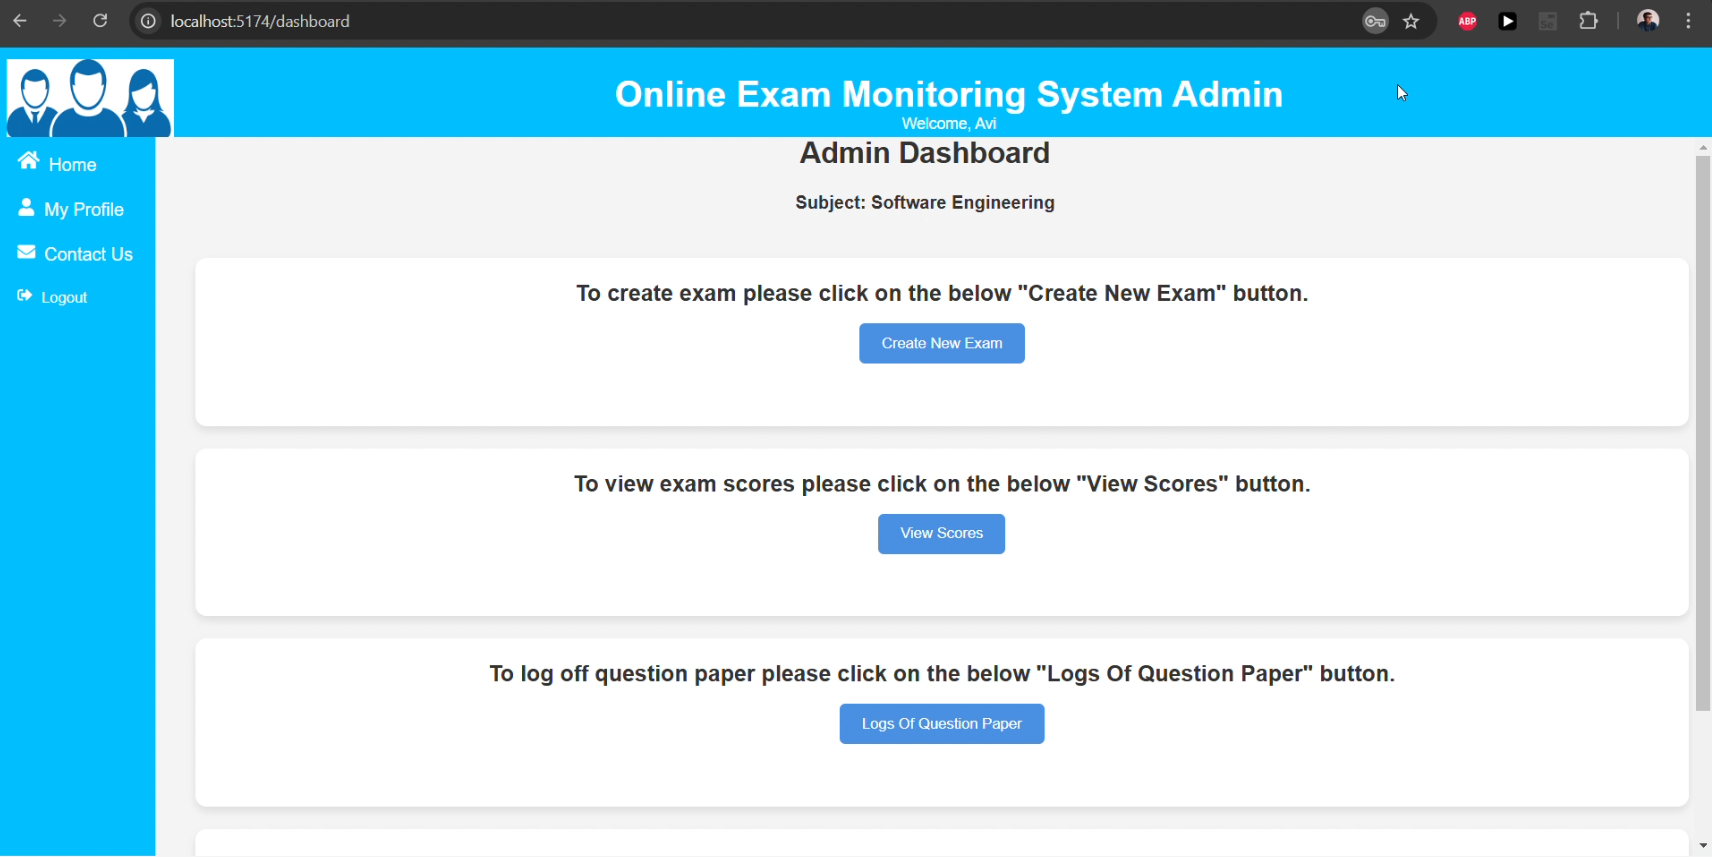 localhost:5174/dashboard
ABP
Online Exam Monitoring System Admin
Welcome, Avi
Home
My Profile
Contact Us
Logout
Admin Dashboard
Subject: Software Engineering
To create exam please click on the below "Create New Exam" button.
Create New Exam
To view exam scores please click on the below "View Scores" button.
View Scores
To log off question paper please click on the below "Logs Of Question Paper" button.
Logs Of Question Paper